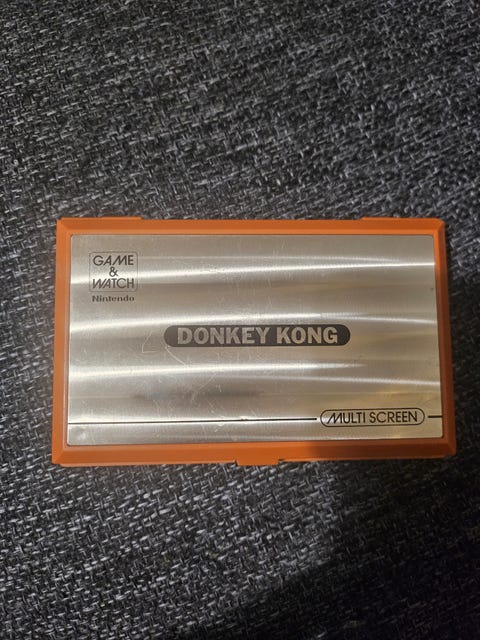 GAME
&
WATCH
Nintendo
DONKEY KONG
MULTI SCREEN